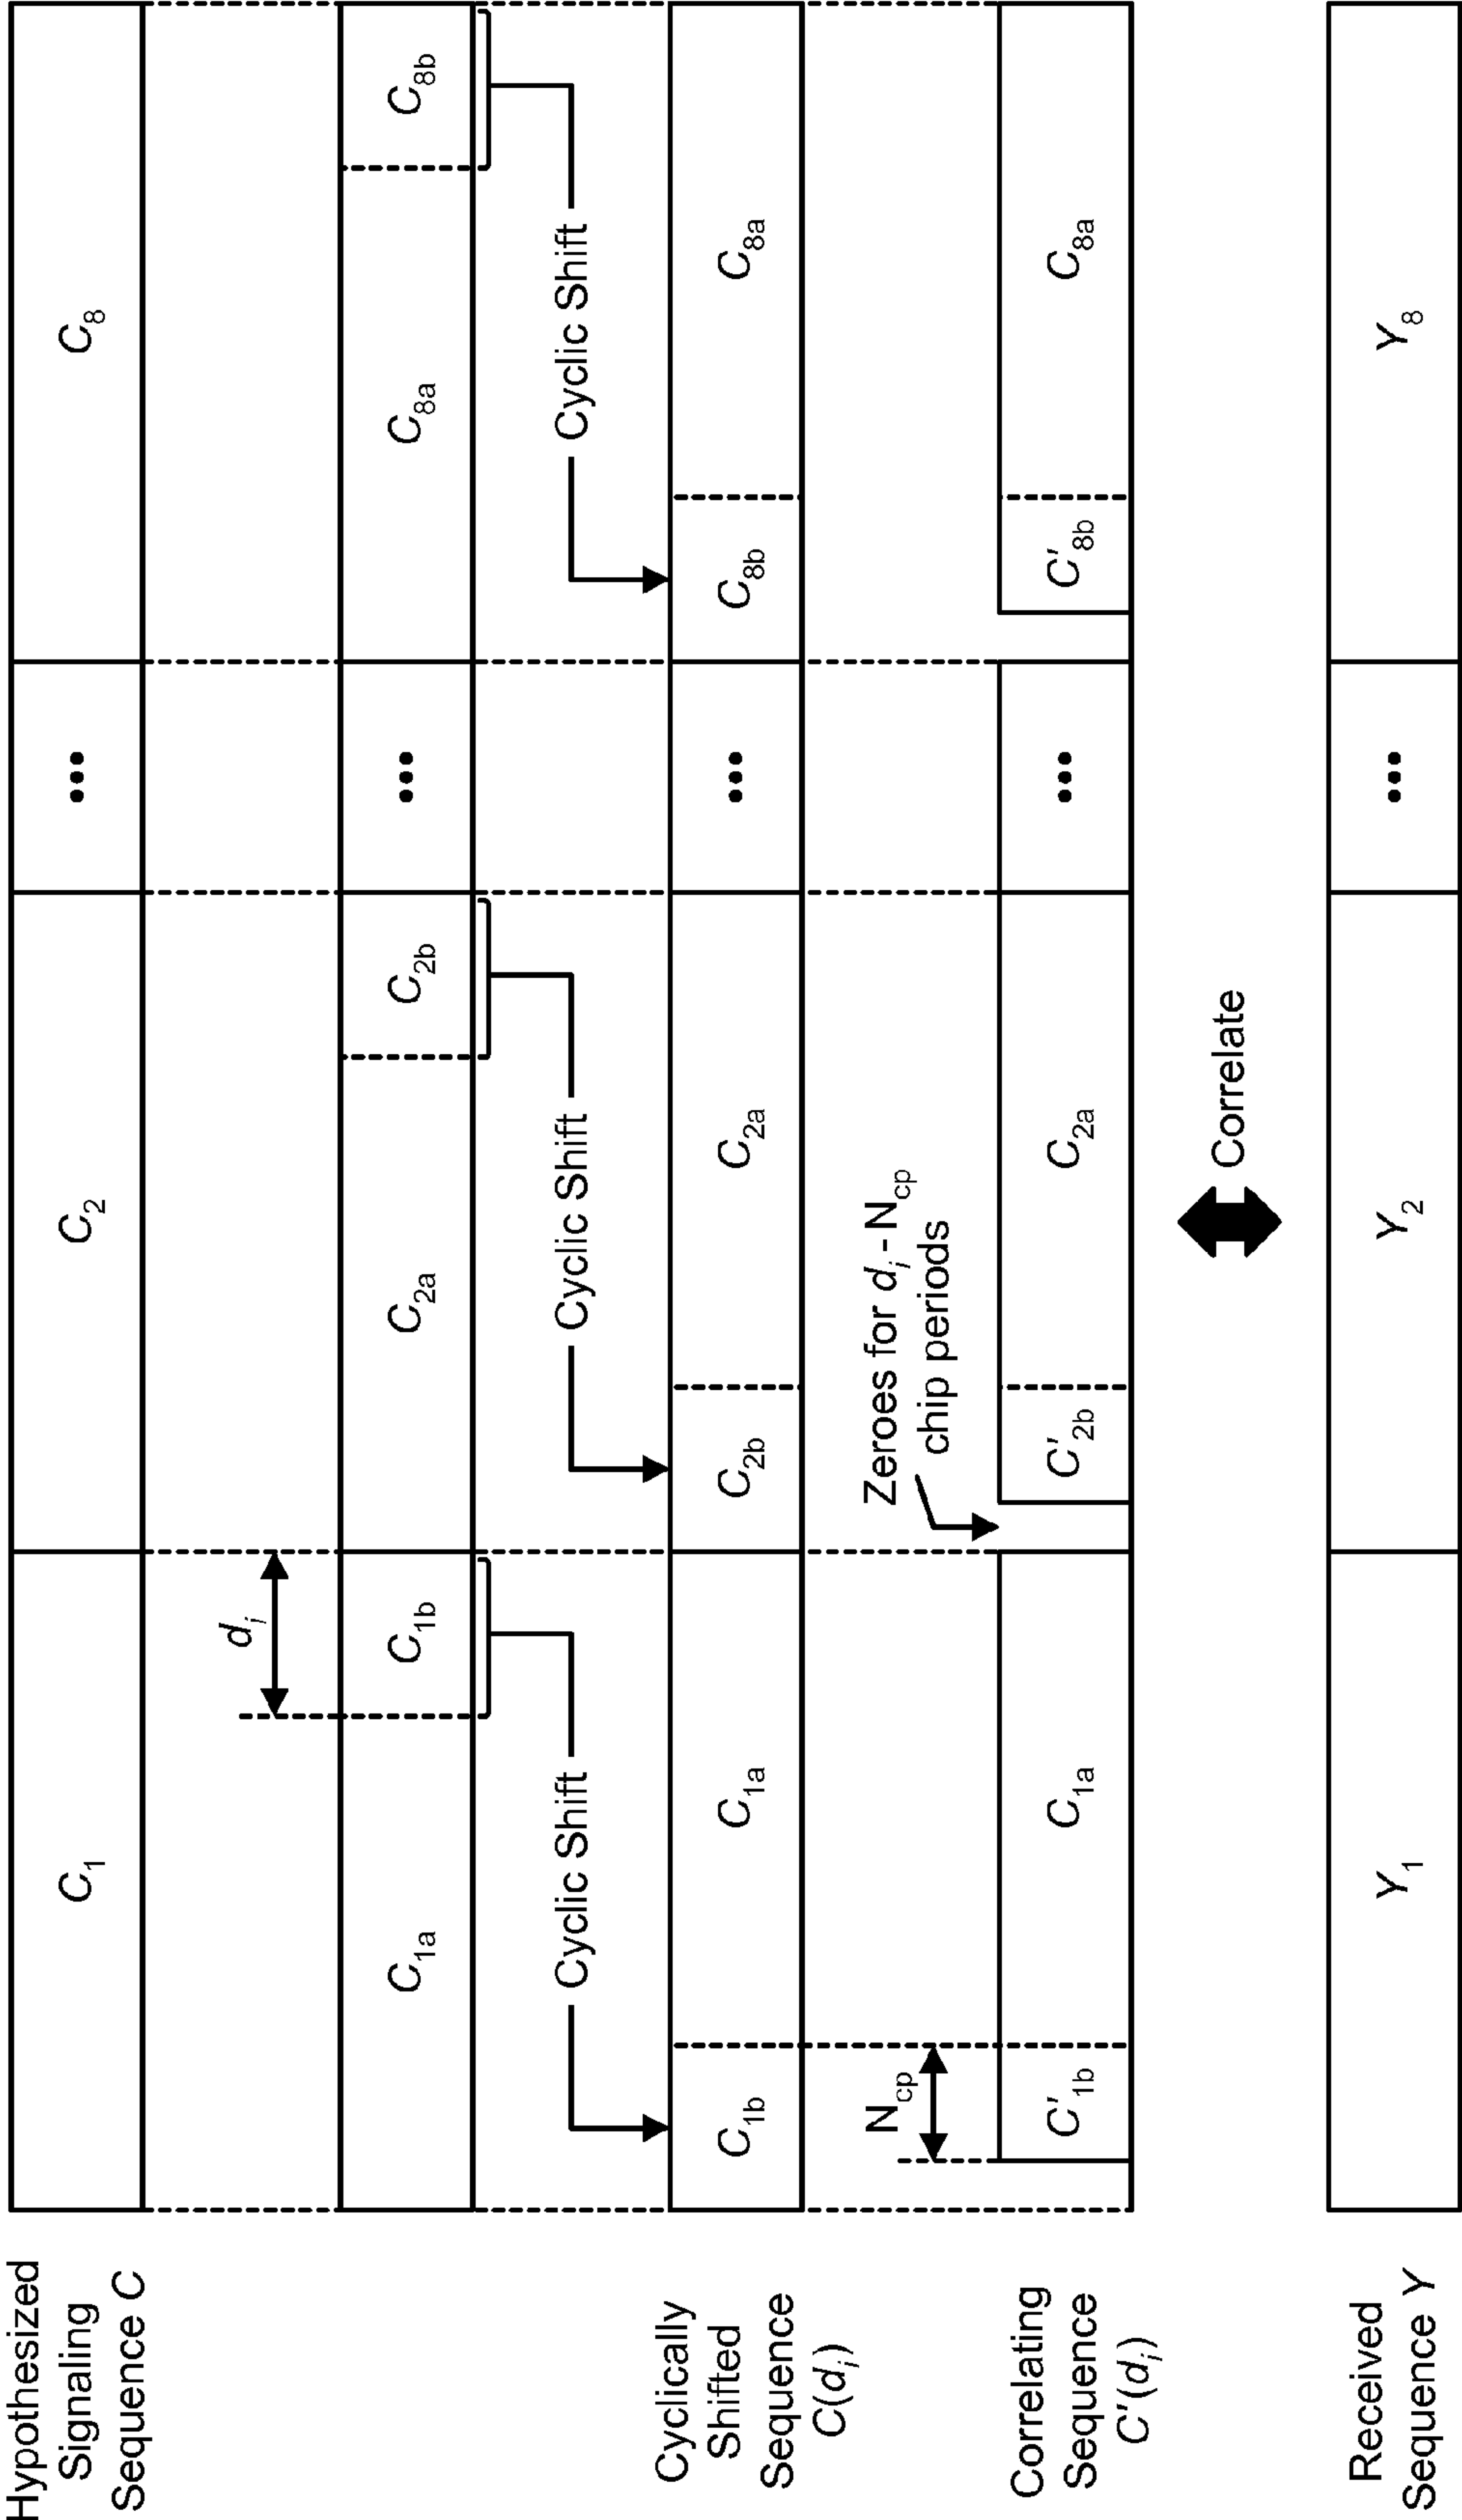 Hypothesized
Signaling
Sequence C
C1 C2 ... C8
di
C1a C1b C2a C2b ... C8a C8b
Cyclic Shift Cyclic Shift Cyclic Shift
Cyclically
Shifted
Sequence
C(di)
C1b C1a C2b C2a ... C8b C8a
Ncp
Zeroes for di - Ncp
chip periods
Correlating
Sequence
C'(di)
C'1b C1a C'2b C2a ... C'8b C8a
Correlate
Received
Sequence Y
Y1 Y2 ... Y8